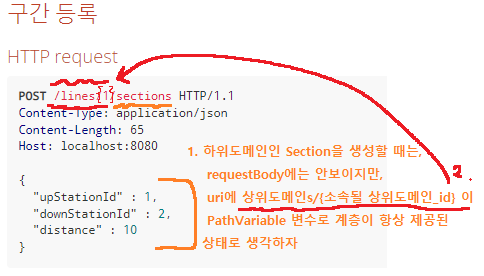 구간 등록
HTTP request
POST /lines/1/sections HTTP/1.1
Content-Type: application/json
Content-Length: 65
Host: localhost:8080
{
"upStationId" : 1,
"downStationId" : 2,
"distance" : 10
}
1. 하위도메인인 Section을 생성할 때는,
requestBody에는 안보이지만,
uri에 상위도메인s/{소속될 상위도메인_id} 이
PathVariable 변수로 계층이 항상 제공된
상태로 생각하자
2.